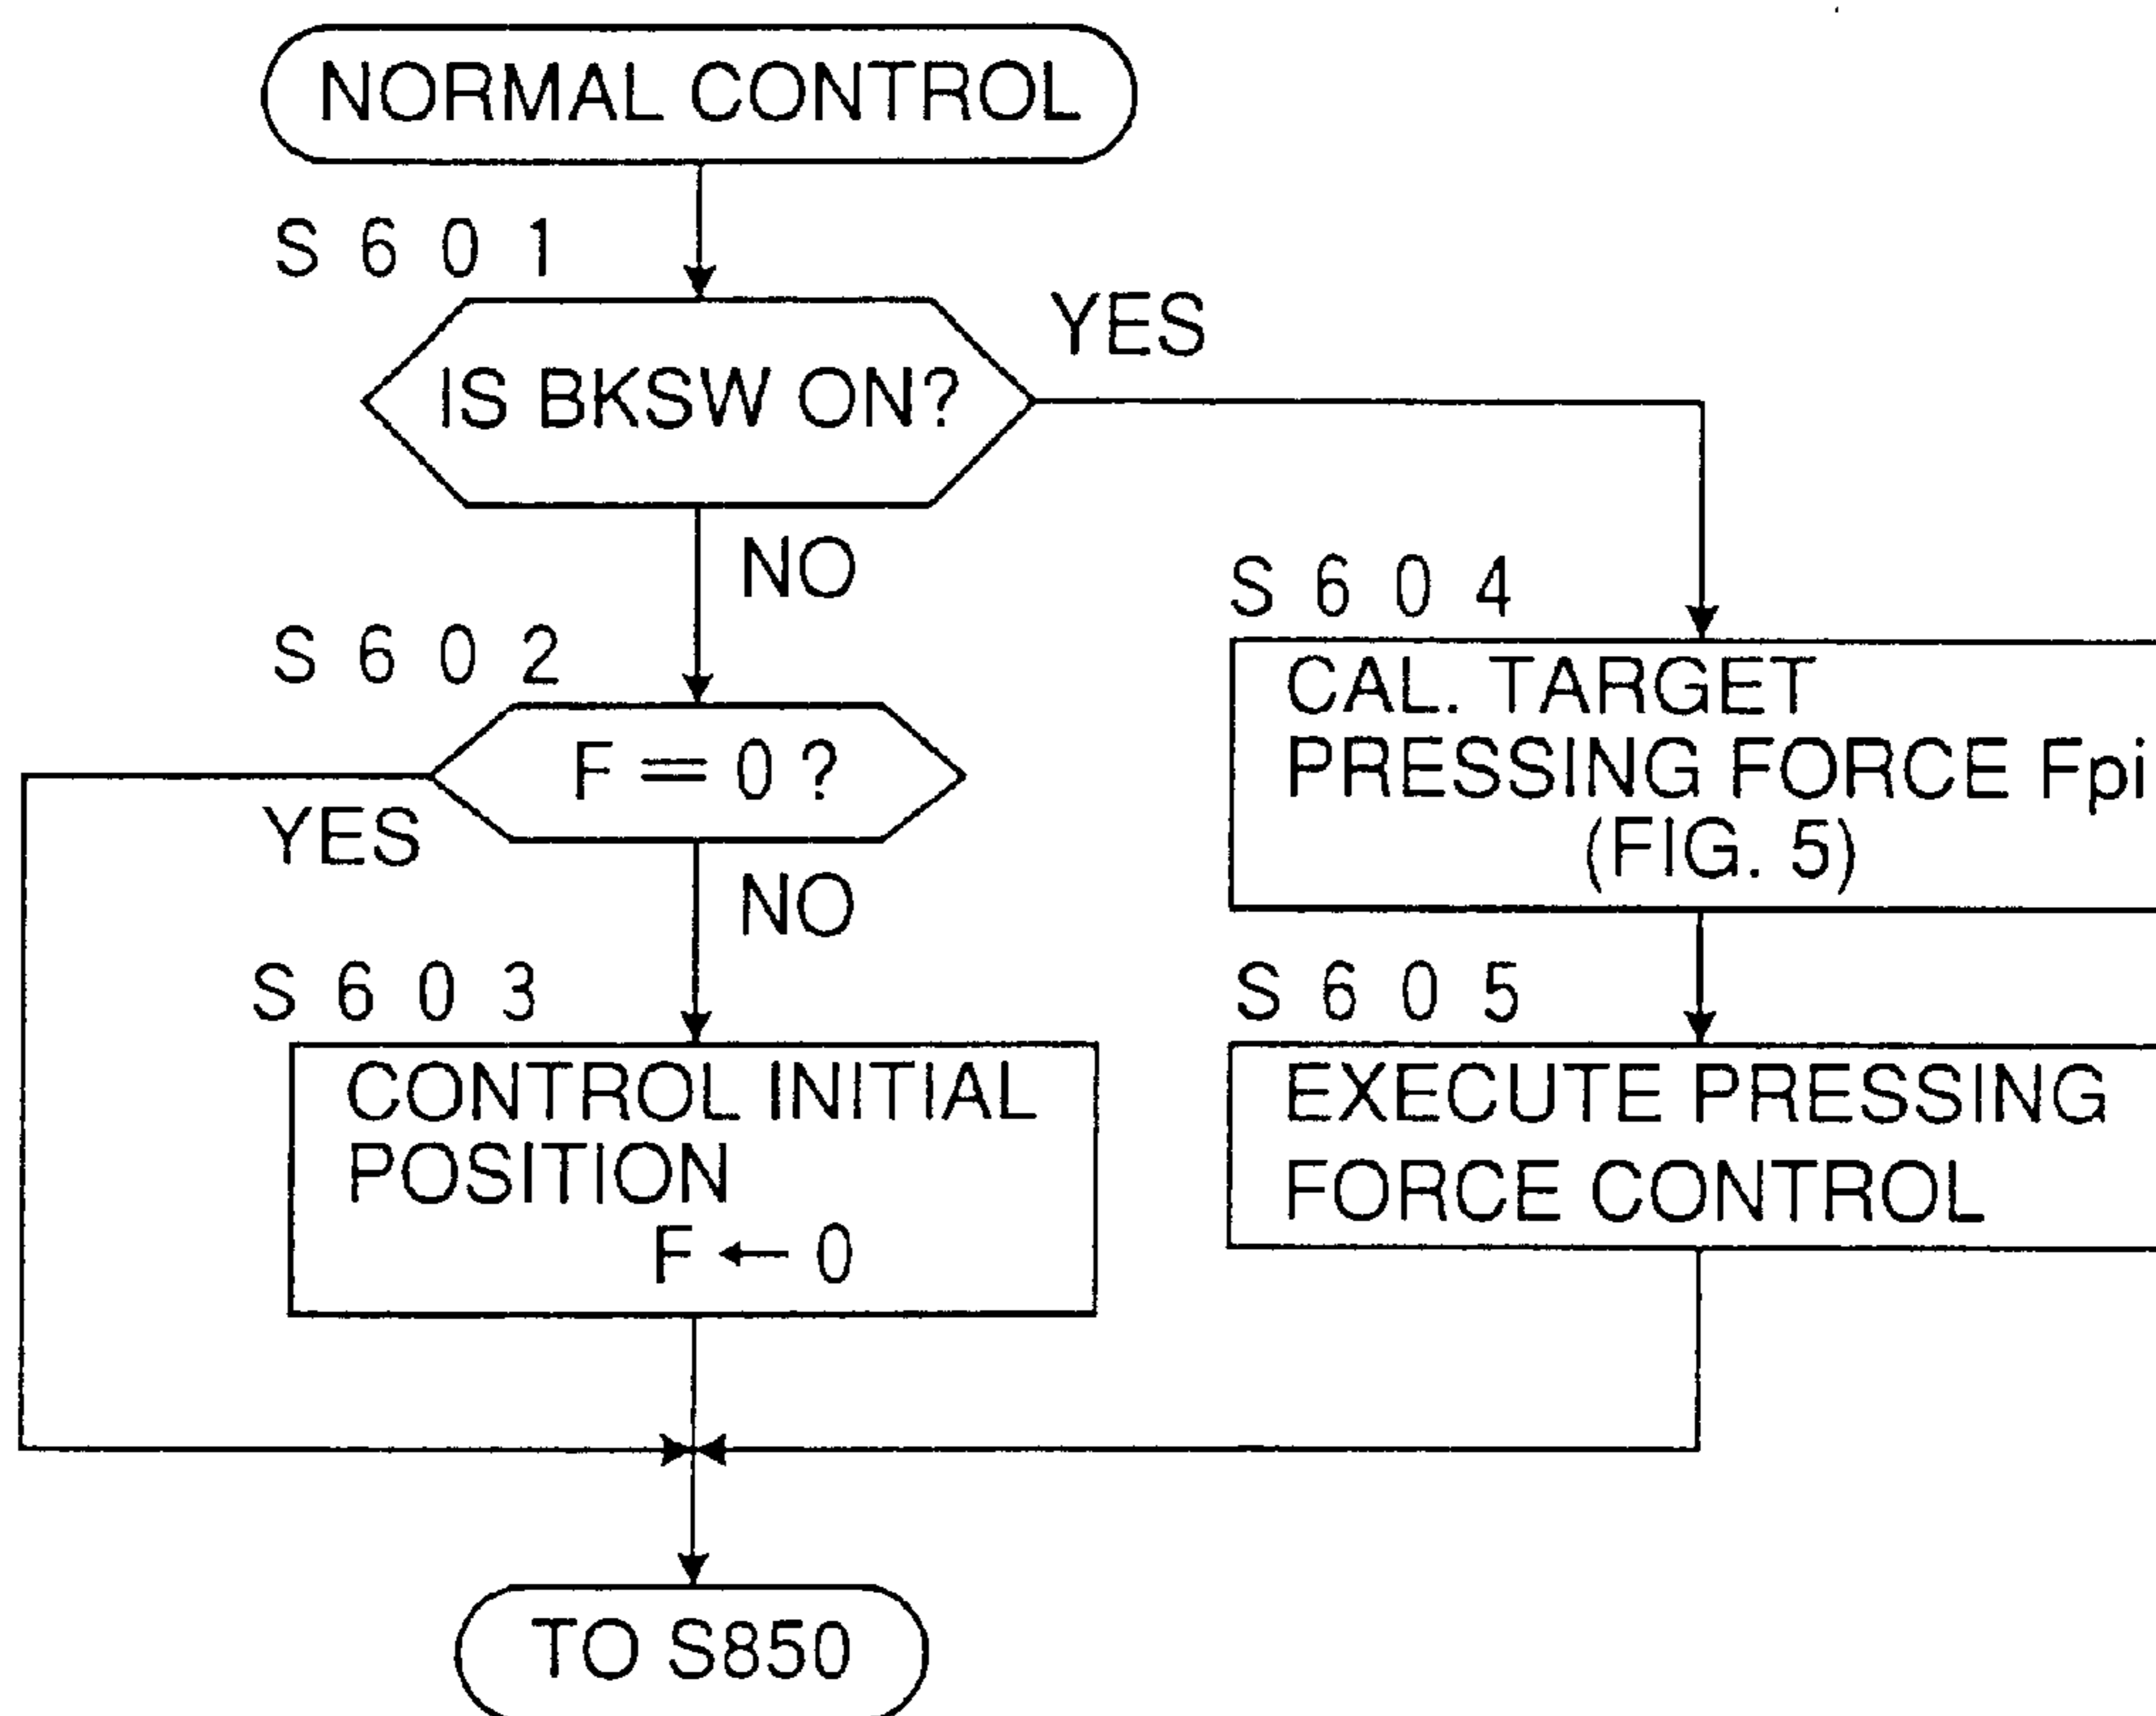 NORMAL CONTROL
S601
IS BKSW ON?
YES
NO
S602
F = 0 ?
YES
NO
S603
CONTROL INITIAL
POSITION
F ← 0
S604
CAL. TARGET
PRESSING FORCE Fpi
(FIG. 5)
S605
EXECUTE PRESSING
FORCE CONTROL
TO S850